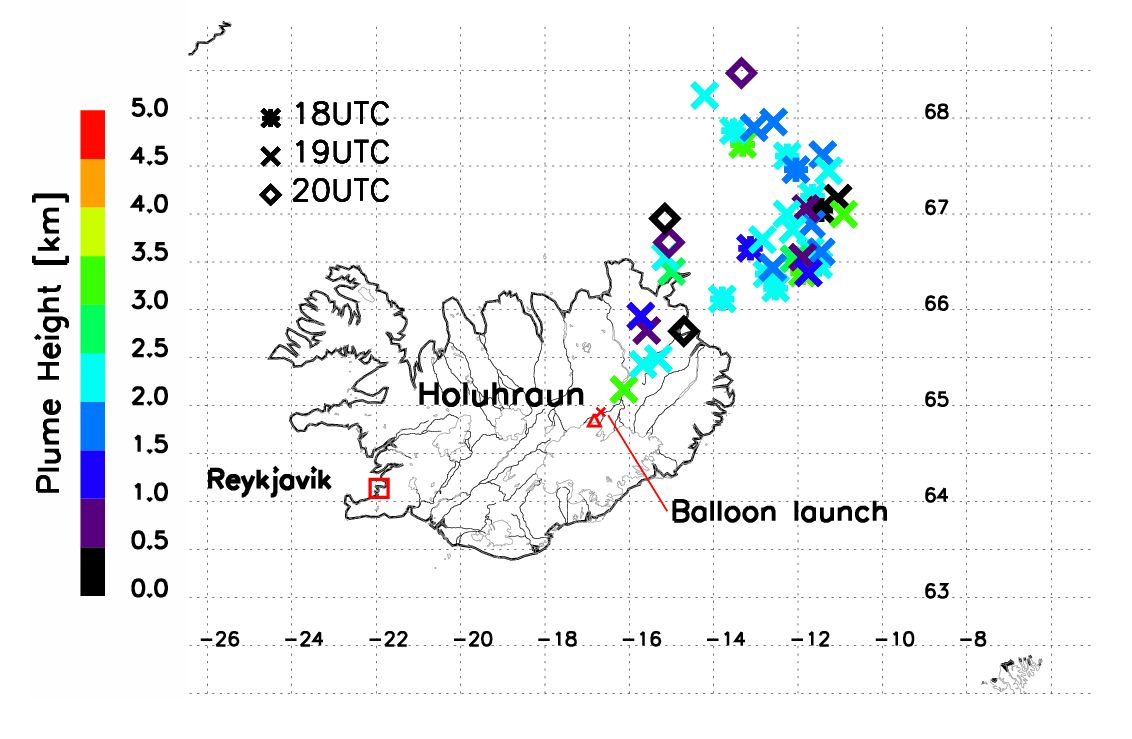 5.0
4.5
4.0
3.5
3.0
2.5
2.0
1.5
1.0
0.5
0.0
Plume Height [km]
18UTC
19UTC
20UTC
68
67
66
65
64
63
Holuhraun
Reykjavik
Balloon launch
-26 -24 -22 -20 -18 -16 -14 -12 -10 -8